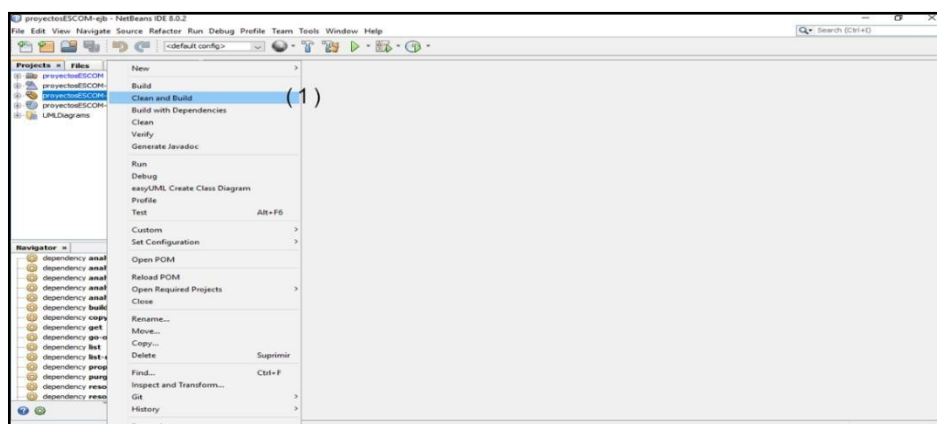 proyectosESCOM-ejb - NetBeans IDE 8.0.2
File Edit View Navigate Source Refactor Run Debug Profile Team Tools Window Help
Search (Ctrl+I)
<default config>
Projects × Files
proyectosESCOM
proyectosESCOM-
proyectosESCOM-
proyectosESCOM-
UMLDiagrams
New
Build
Clean and Build (1)
Build with Dependencies
Clean
Verify
Generate Javadoc
Run
Debug
easyUML Create Class Diagram
Profile
Test Alt+F6
Custom
Set Configuration
Open POM
Reload POM
Open Required Projects
Close
Rename...
Move...
Copy...
Delete Suprimir
Find... Ctrl+F
Inspect and Transform...
Git
History
Navigator ×
dependency anal
dependency anal
dependency anal
dependency anal
dependency anal
dependency build
dependency copy
dependency get
dependency go-o
dependency list
dependency list-
dependency prop
dependency purg
dependency reso
dependency reso